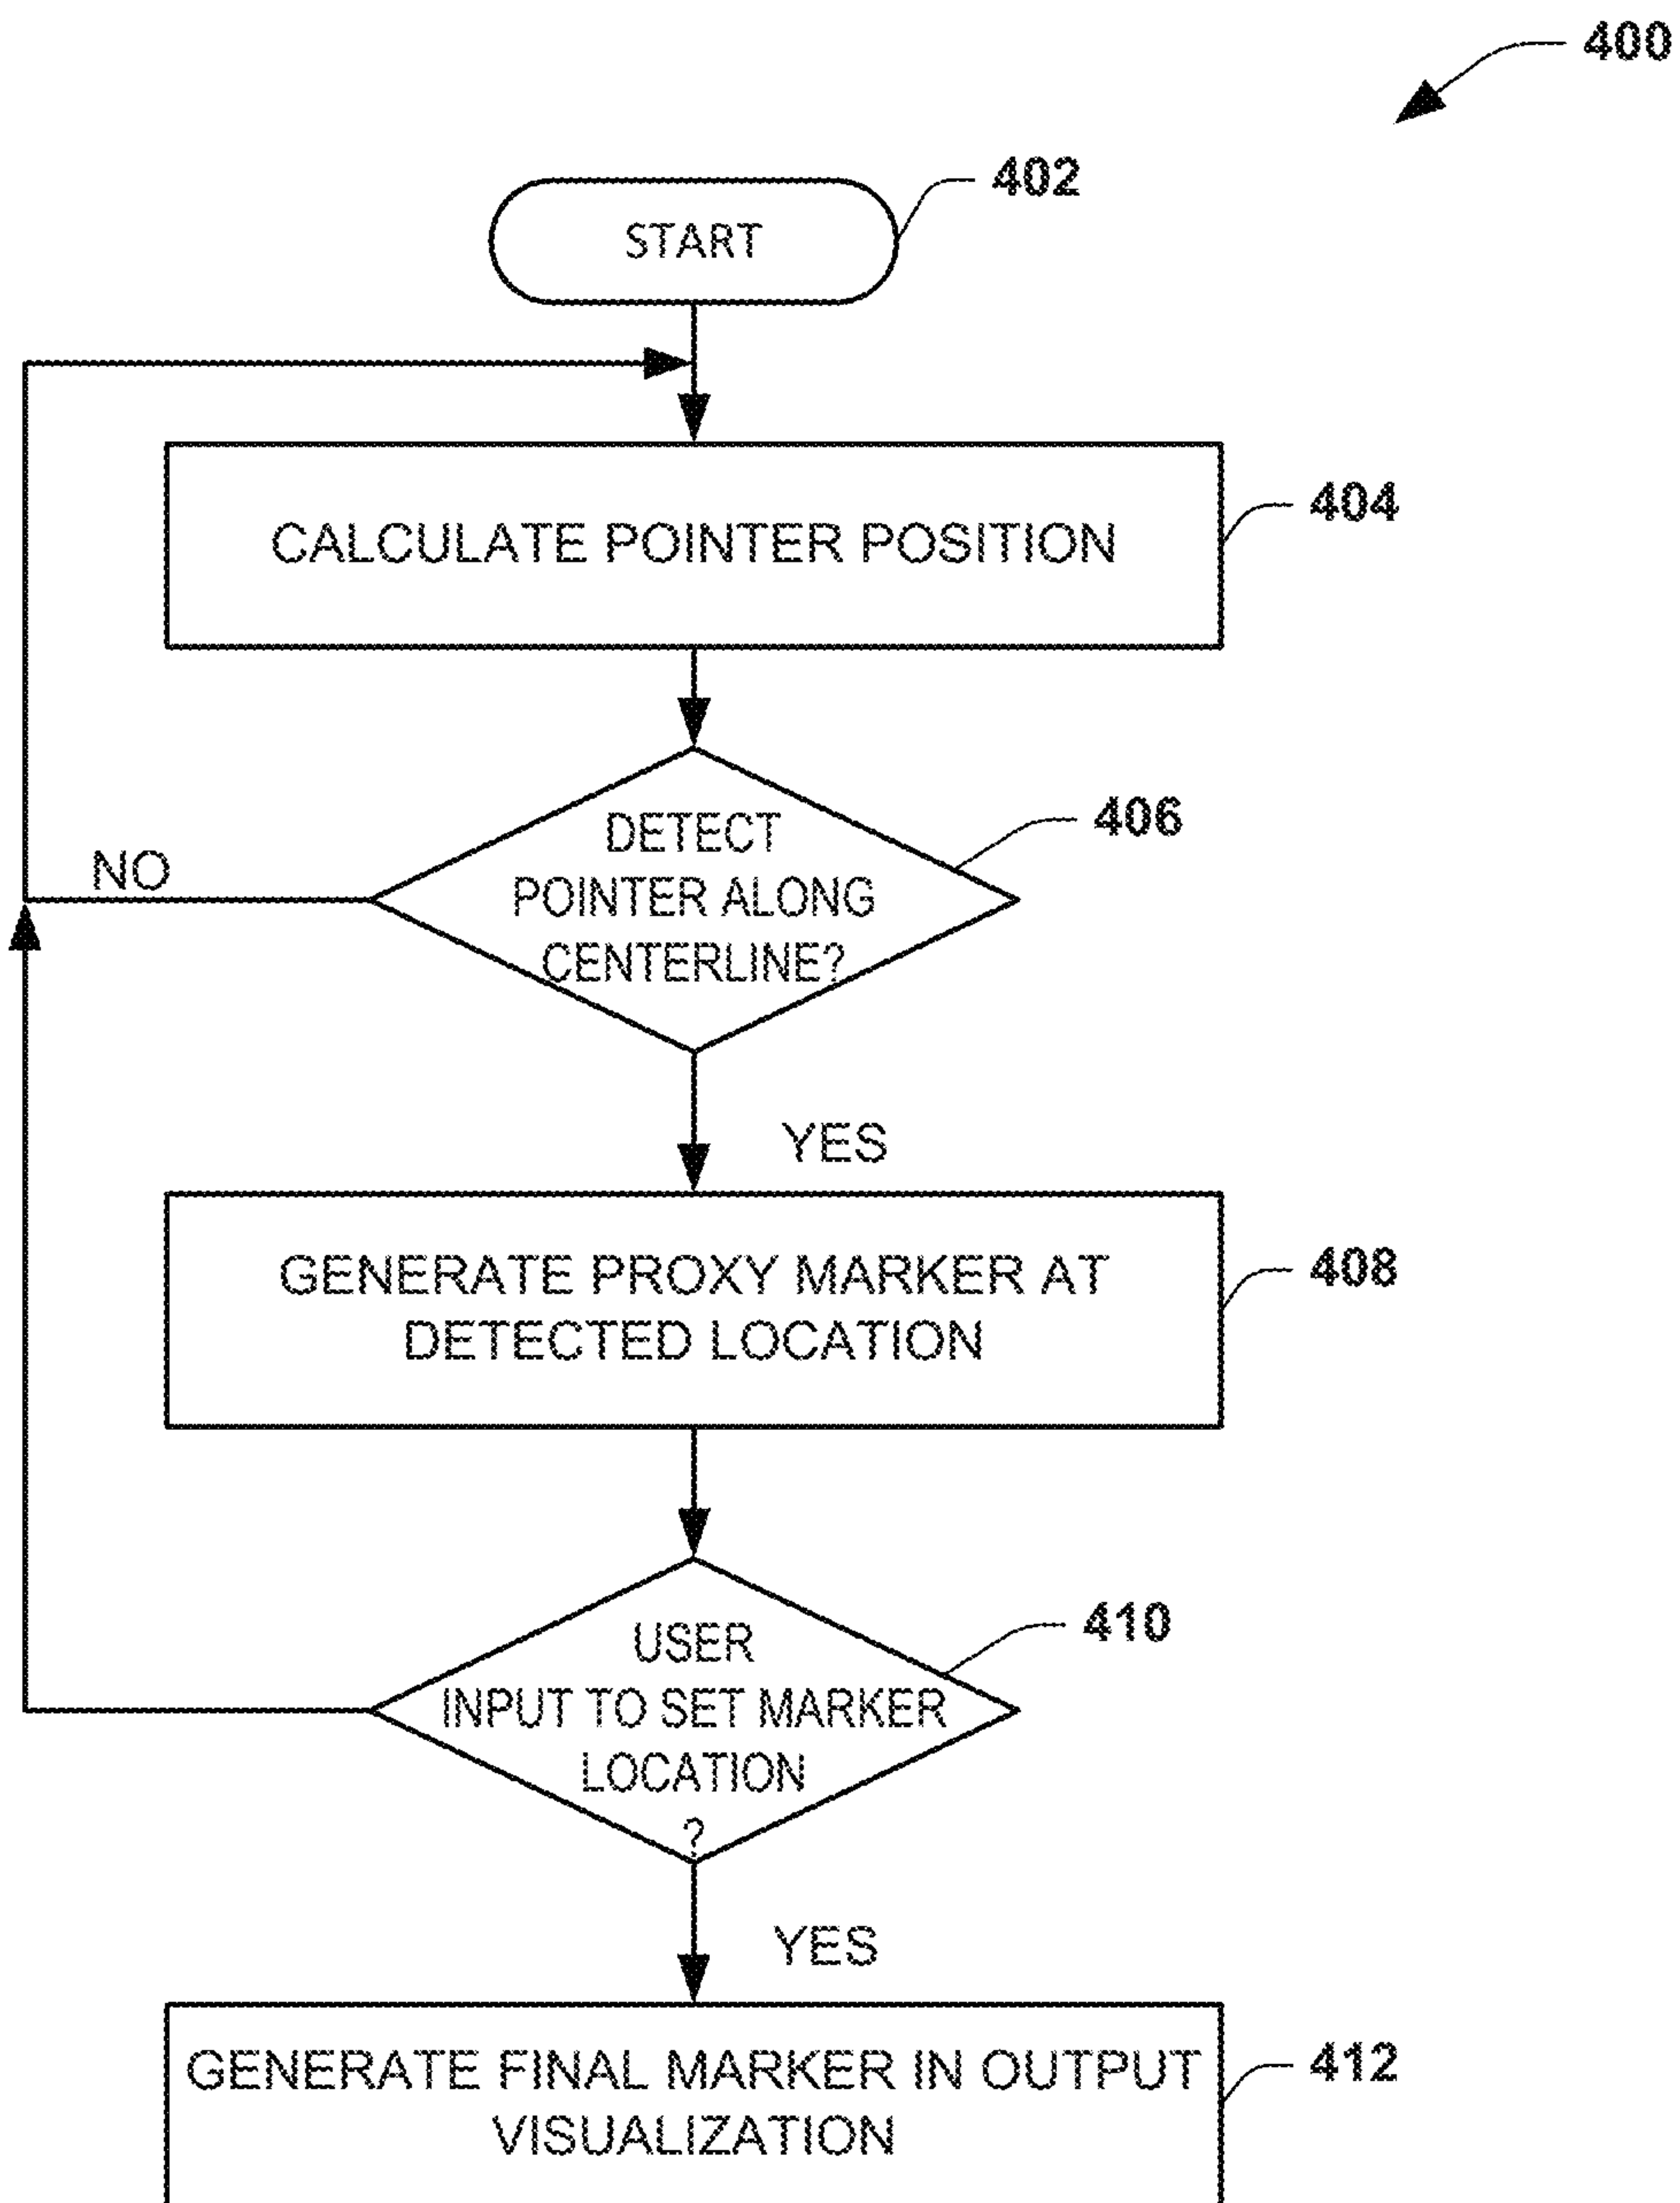 400
402
START
404
CALCULATE POINTER POSITION
406
DETECT
POINTER ALONG
CENTERLINE?
NO
YES
408
GENERATE PROXY MARKER AT
DETECTED LOCATION
410
USER
INPUT TO SET MARKER
LOCATION
?
YES
412
GENERATE FINAL MARKER IN OUTPUT
VISUALIZATION